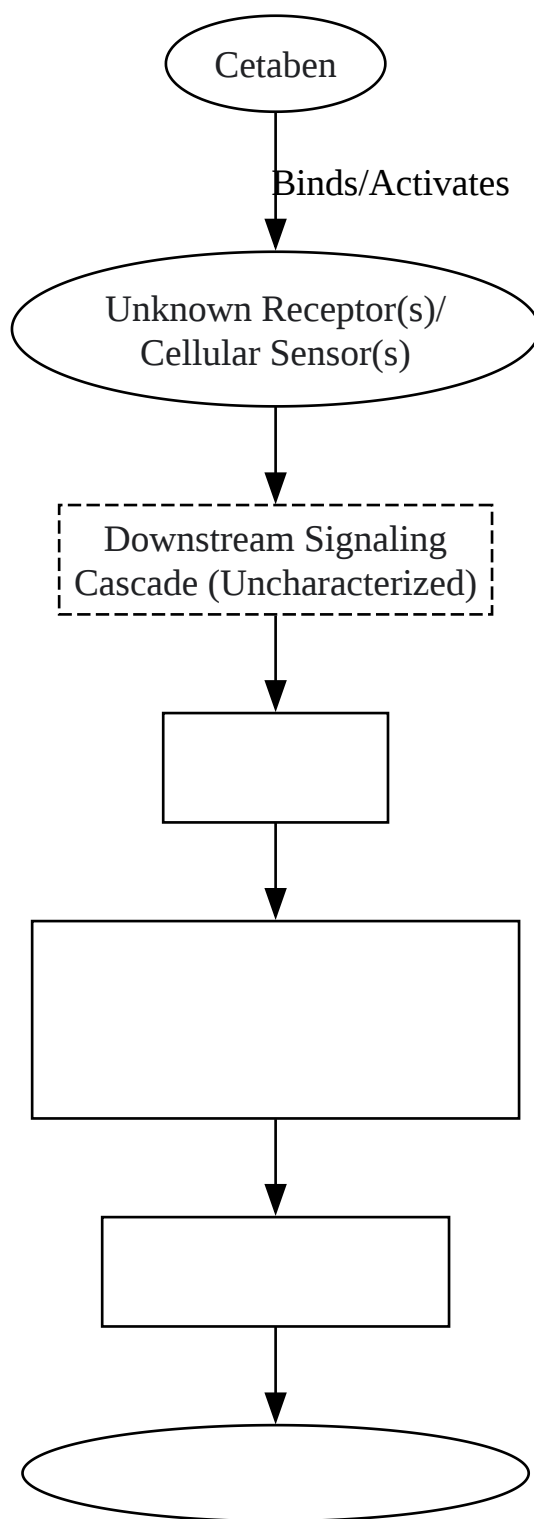 Cetaben
Binds/Activates
Unknown Receptor(s)/
Cellular Sensor(s)
Downstream Signaling
Cascade (Uncharacterized)